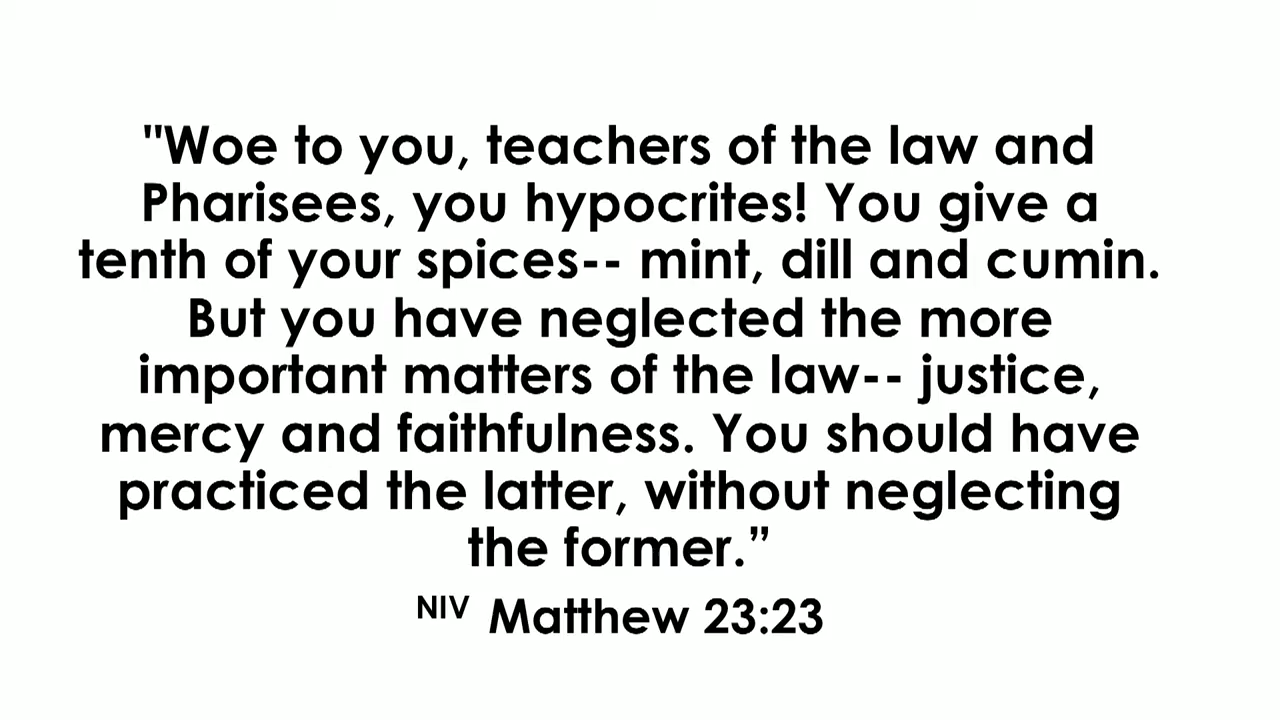 "Woe to you, teachers of the law and
Pharisees, you hypocrites! You give a
tenth of your spices-- mint, dill and cumin.
But you have neglected the more
important matters of the law-- justice,
mercy and faithfulness. You should have
practiced the latter, without neglecting
the former.”
NIV Matthew 23:23